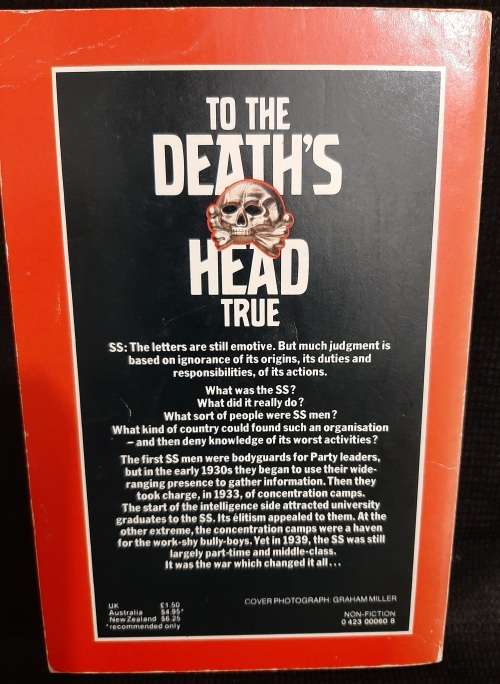 TO THE
DEATH'S
HEAD
TRUE
SS: The letters are still emotive. But much judgment is
based on ignorance of its origins, its duties and
responsibilities, of its actions.
What was the SS?
What did it really do?
What sort of people were SS men?
What kind of country could found such an organisation
– and then deny knowledge of its worst activities?
The first SS men were bodyguards for Party leaders,
but in the early 1930s they began to use their wide-
ranging presence to gather information. Then they
took charge, in 1933, of concentration camps.
The start of the intelligence side attracted university
graduates to the SS. Its élitism appealed to them. At the
other extreme, the concentration camps were a haven
for the work-shy bully-boys. Yet in 1939, the SS was still
largely part-time and middle-class.
It was the war which changed it all...
UK £1.50
Australia $4.95*
New Zealand $6.25
*recommended only
COVER PHOTOGRAPH: GRAHAM MILLER
NON-FICTION
0 423 00060 8